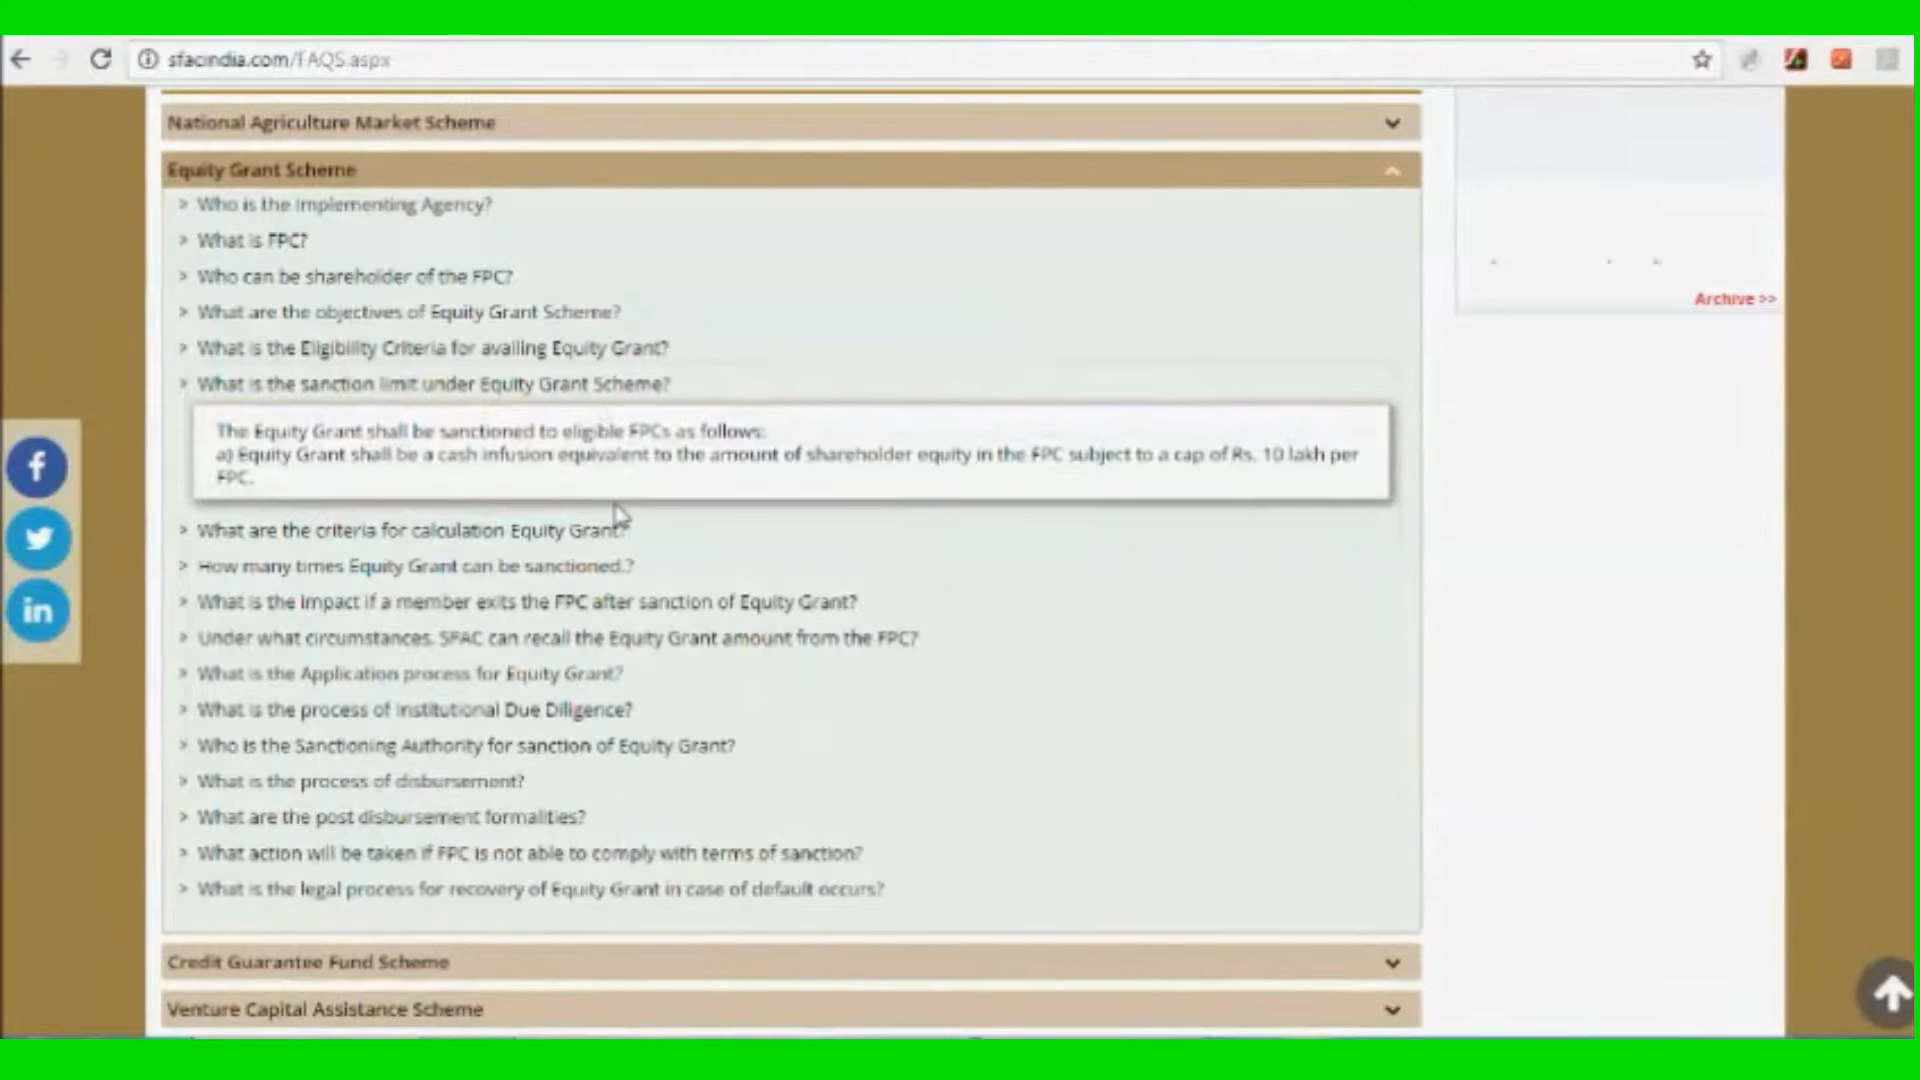 sfacindia.com/FAQS.aspx
National Agriculture Market Scheme
Equity Grant Scheme
> Who is the Implementing Agency?
> What is FPC?
> Who can be shareholder of the FPC?
> What are the objectives of Equity Grant Scheme?
> What is the Eligibility Criteria for availing Equity Grant?
> What is the sanction limit under Equity Grant Scheme?
The Equity Grant shall be sanctioned to eligible FPCs as follows:
a) Equity Grant shall be a cash infusion equivalent to the amount of shareholder equity in the FPC subject to a cap of Rs. 10 lakh per
FPC.
> What are the criteria for calculation Equity Grant?
> How many times Equity Grant can be sanctioned.?
> What is the impact if a member exits the FPC after sanction of Equity Grant?
> Under what circumstances, SFAC can recall the Equity Grant amount from the FPC?
> What is the Application process for Equity Grant?
> What is the process of Institutional Due Diligence?
> Who is the Sanctioning Authority for sanction of Equity Grant?
> What is the process of disbursement?
> What are the post disbursement formalities?
> What action will be taken if FPC is not able to comply with terms of sanction?
> What is the legal process for recovery of Equity Grant in case of default occurs?
Credit Guarantee Fund Scheme
Venture Capital Assistance Scheme
Archive >>
f
in